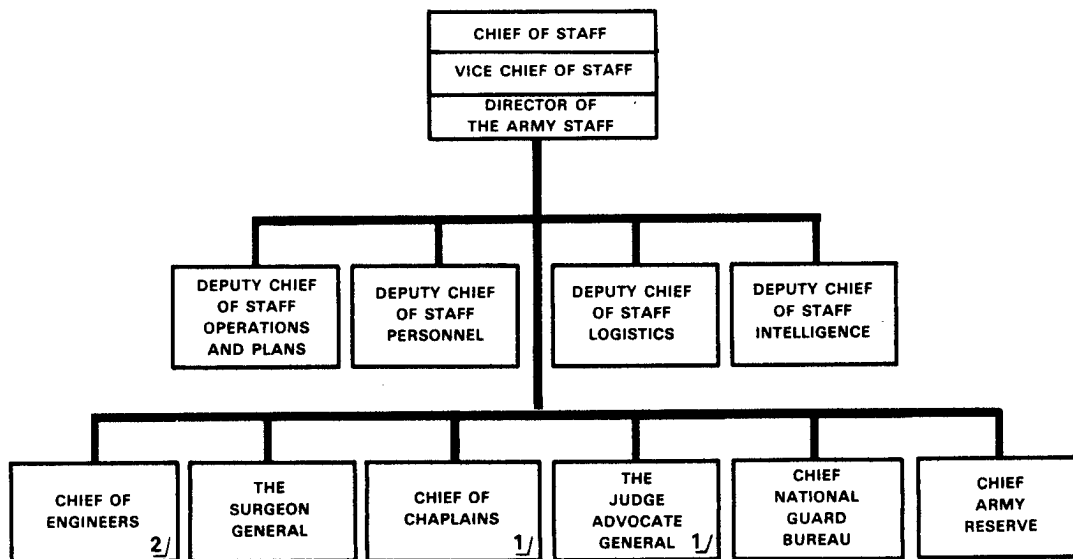 CHIEF OF STAFF
VICE CHIEF OF STAFF
DIRECTOR OF
THE ARMY STAFF
DEPUTY CHIEF
OF STAFF
OPERATIONS
AND PLANS
DEPUTY CHIEF
OF STAFF
PERSONNEL
DEPUTY CHIEF
OF STAFF
LOGISTICS
DEPUTY CHIEF
OF STAFF
INTELLIGENCE
CHIEF OF
ENGINEERS
2/
THE
SURGEON
GENERAL
CHIEF OF
CHAPLAINS
1/
THE
JUDGE
ADVOCATE
GENERAL 1/
CHIEF
NATIONAL
GUARD
BUREAU
CHIEF
ARMY
RESERVE